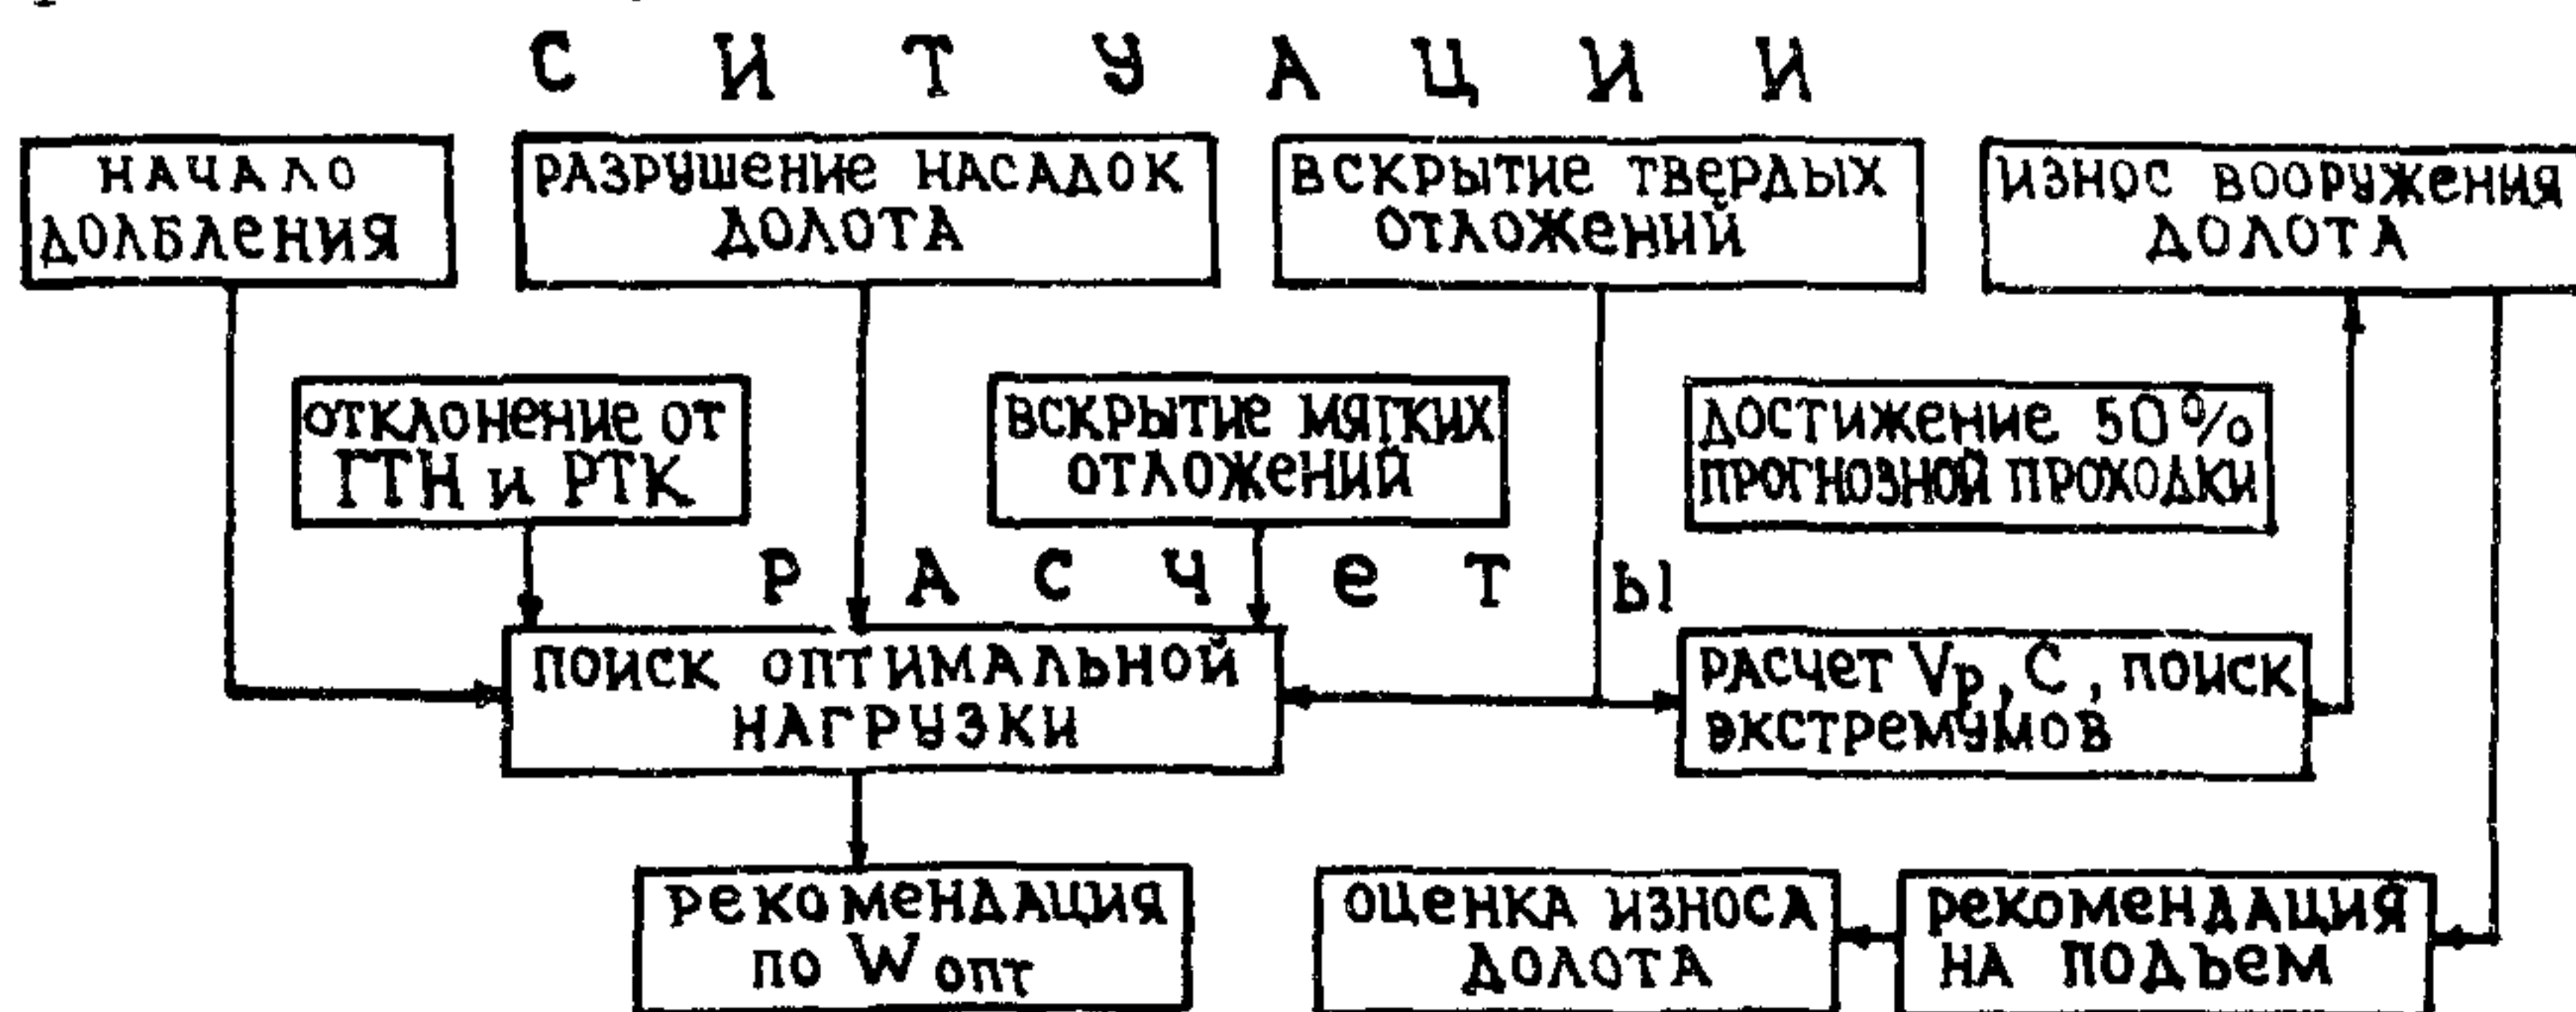 СИТУАЦИИ
НАЧАЛО
ДОЛБЛЕНИЯ
РАЗРУШЕНИЕ НАСАДОК
ДОЛОТА
ВСКРЫТИЕ ТВЕРДЫХ
ОТЛОЖЕНИЙ
ИЗНОС ВООРУЖЕНИЯ
ДОЛОТА
ОТКЛОНЕНИЕ ОТ
ГТН и РТК
ВСКРЫТИЕ МЯГКИХ
ОТЛОЖЕНИЙ
ДОСТИЖЕНИЕ 50%
ПРОГНОЗНОЙ ПРОХОДКИ
РАСЧЕТЫ
ПОИСК ОПТИМАЛЬНОЙ
НАГРУЗКИ
РАСЧЕТ Vр, С, ПОИСК
ЭКСТРЕМУМОВ
РЕКОМЕНДАЦИЯ
ПО Wопт
ОЦЕНКА ИЗНОСА
ДОЛОТА
РЕКОМЕНДАЦИЯ
НА ПОДЪЕМ